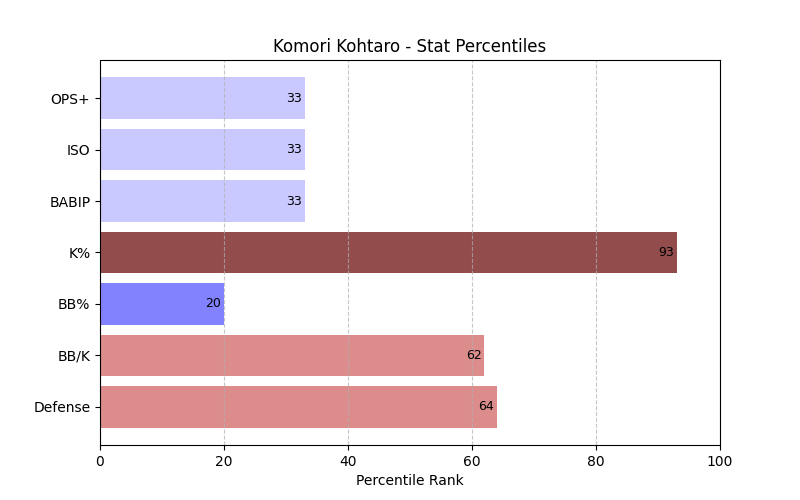 Komori Kohtaro - Stat Percentiles
OPS+ 33
ISO 33
BABIP 33
K% 93
BB% 20
BB/K 62
Defense 64
0 20 40 60 80 100
Percentile Rank